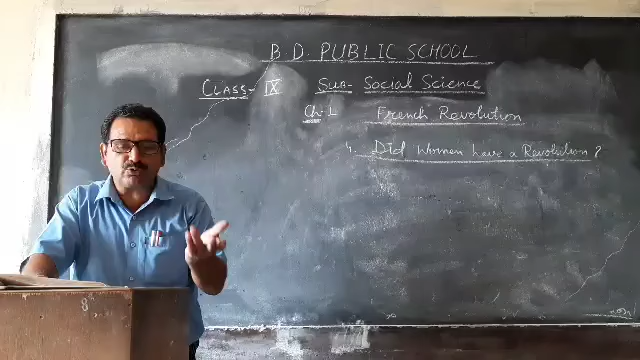 B. D. PUBLIC SCHOOL
CLASS- IX Sub- Social Science
Ch-1 French Revolution
4. Did Women have a Revolution ?